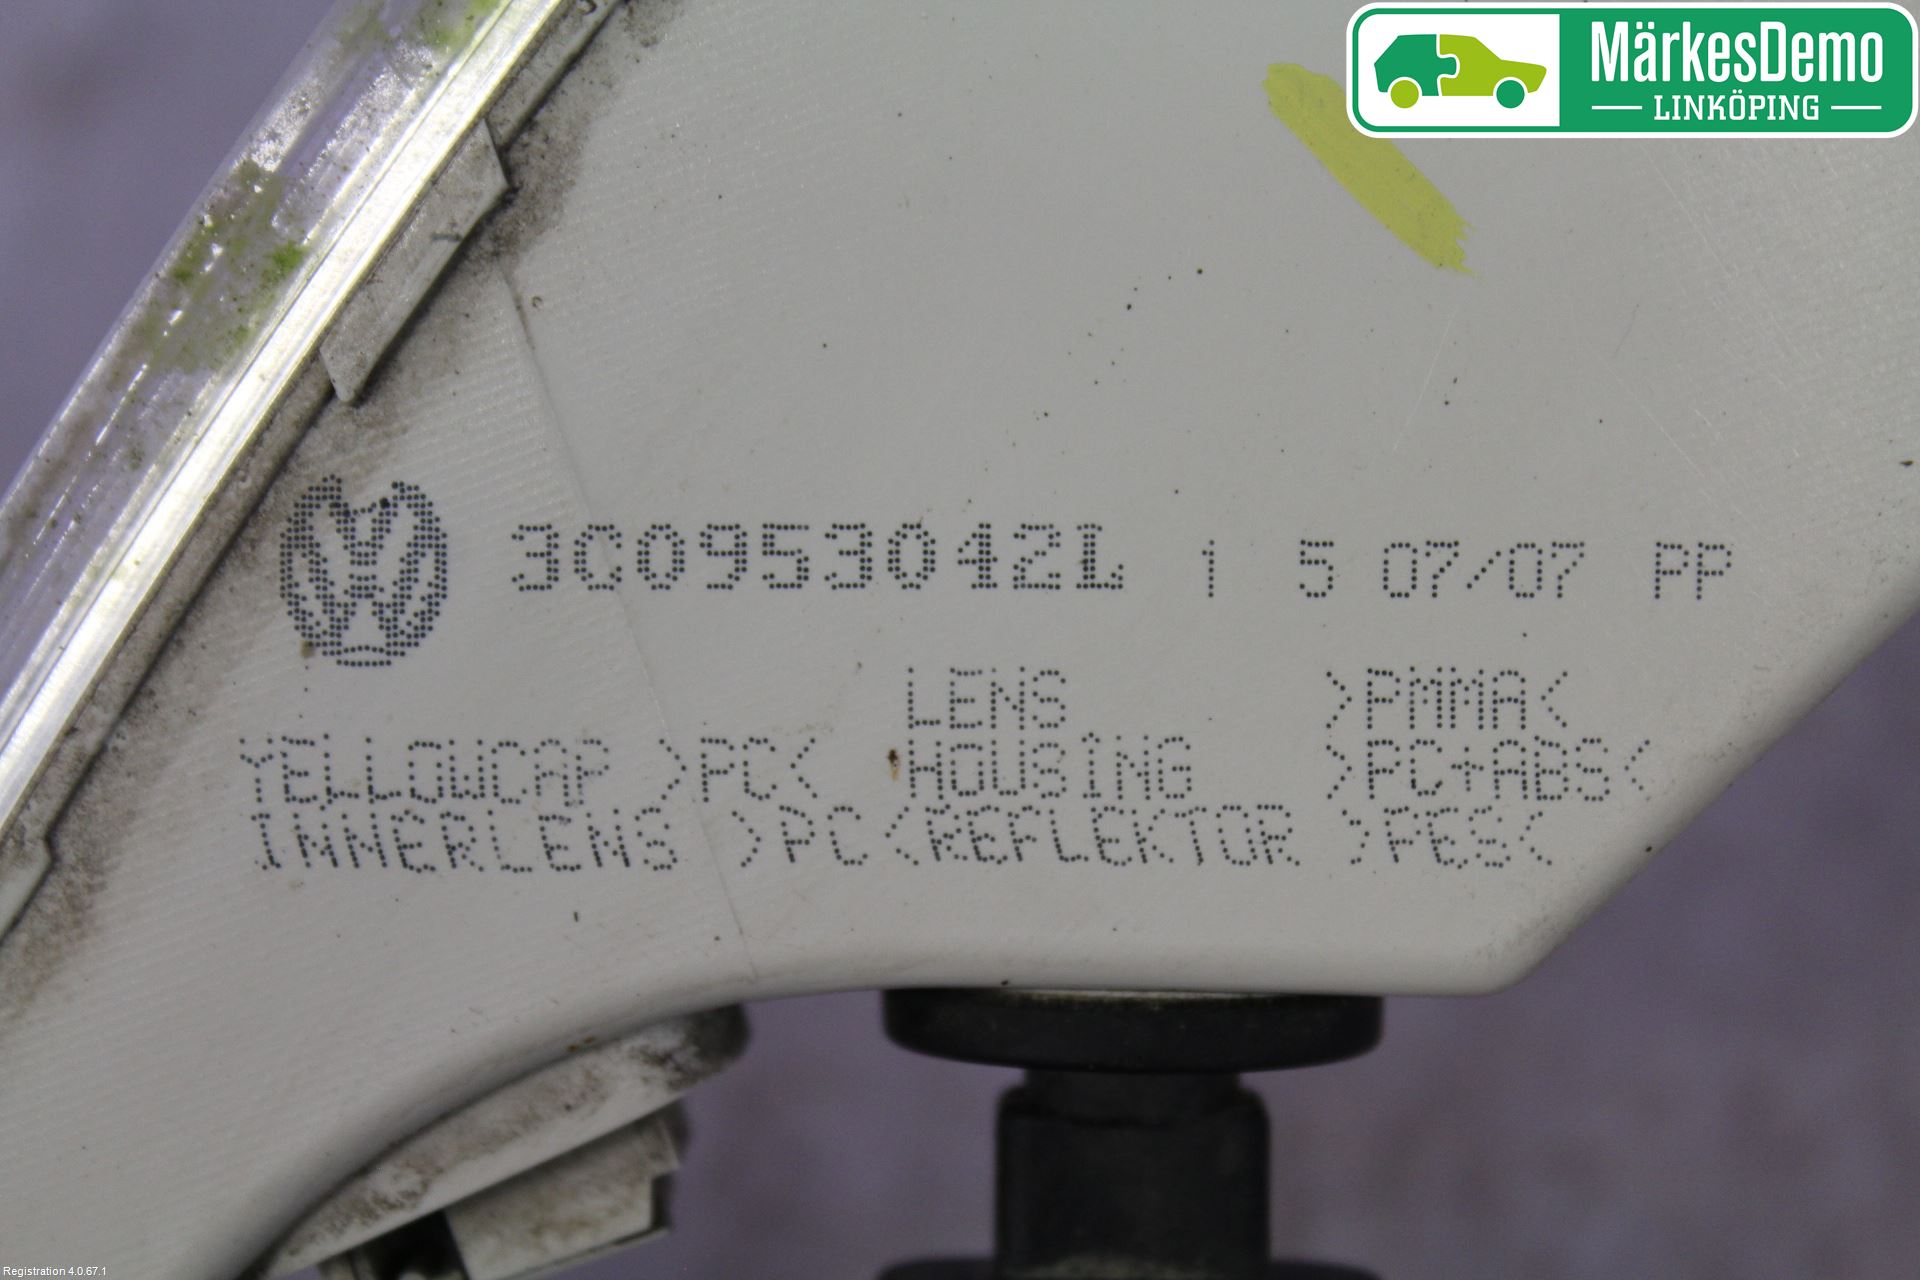 MärkesDemo
LINKÖPING
3C0953042L 1 5 07/07 PP
LENS >PMMA<
YELLOWCAP >PC< HOUSING >PC+ABS<
INNERLENS >PC< REFLEKTOR >PES<
Registration 4.0.67.1